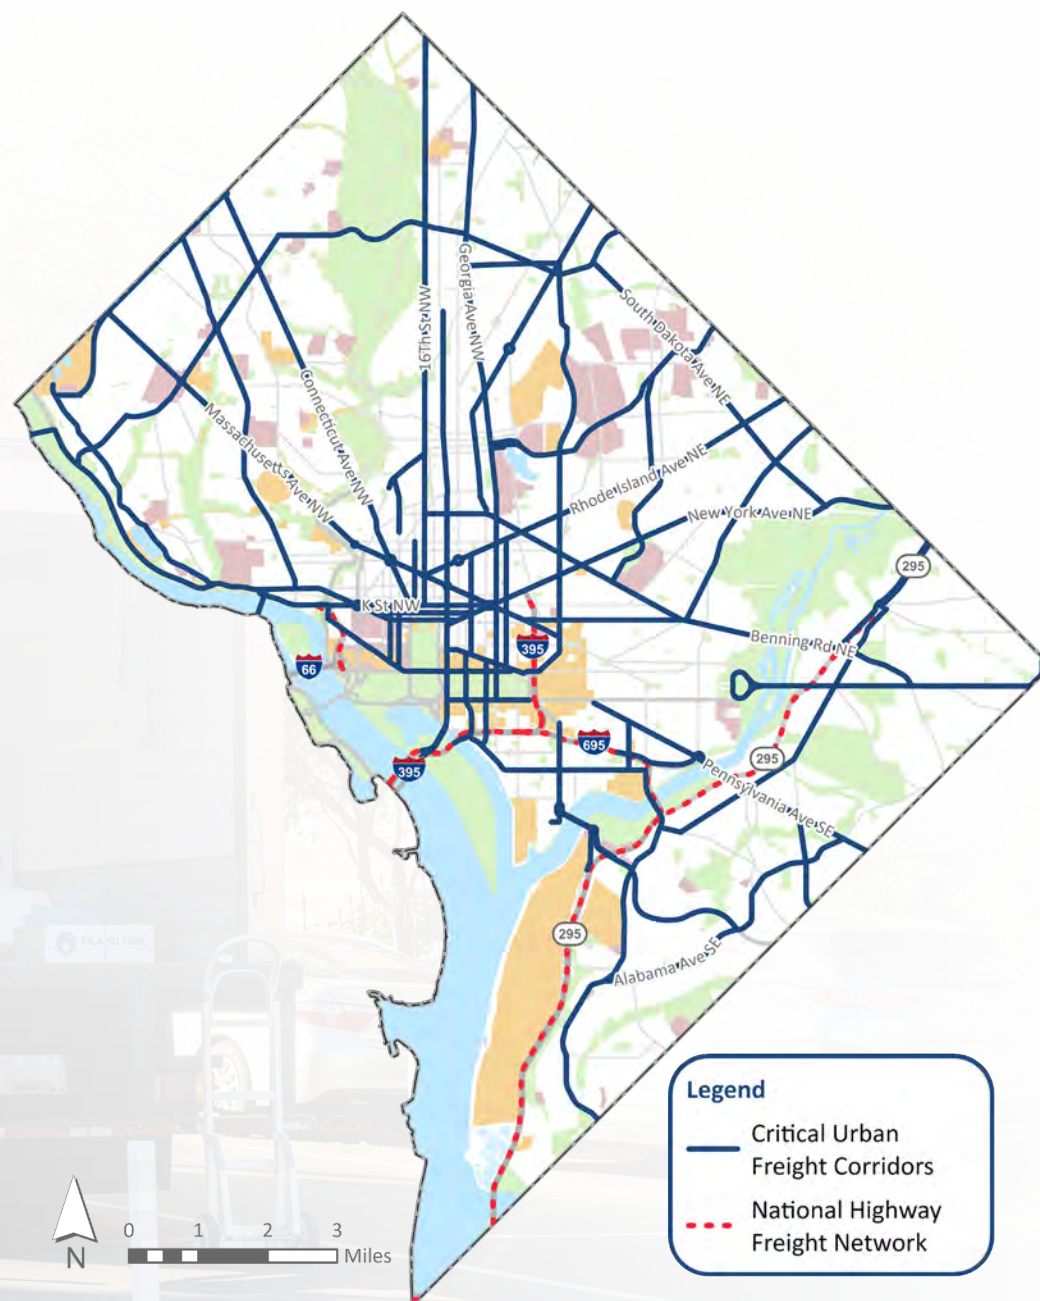 16Th St NW
Georgia Ave NW
South Dakota Ave NE
Connecticut Ave NW
Massachusetts Ave NW
Rhode Island Ave NE
New York Ave NE
295
K St NW
Benning Rd NE
395
66
695
295
395
Pennsylvania Ave SE
295
Alabama Ave SE
Legend
Critical Urban
Freight Corridors
National Highway
Freight Network
N
0 1 2 3
Miles